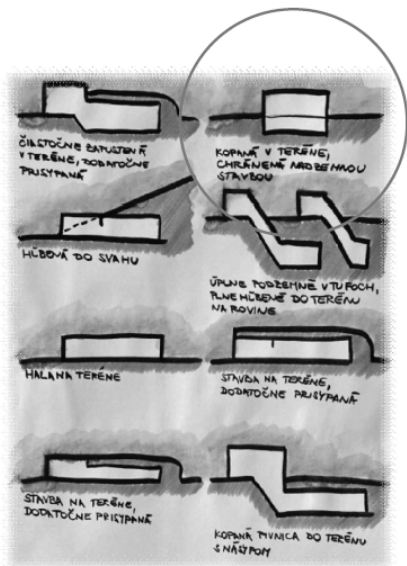 ČIASTOČNE ZAPUSTENÁ
V TERÉNE, DODATOČNE
PRISYPANÁ
KOPANÁ V TERÉNE,
CHRÁNENÁ NADZEMNOU
STAVBOU
HĹBENÁ DO SVAHU
ÚPLNE PODZEMNÉ V TUFOCH,
PLNE HĹBENÉ DO TERÉNU
NA ROVINE
HALA NA TERÉNE
STAVBA NA TERÉNE,
DODATOČNE PRISYPANÁ
STAVBA NA TERÉNE,
DODATOČNE PRISYPANÁ
KOPANÁ PIVNICA DO TERÉNU
S NÁSYPOM